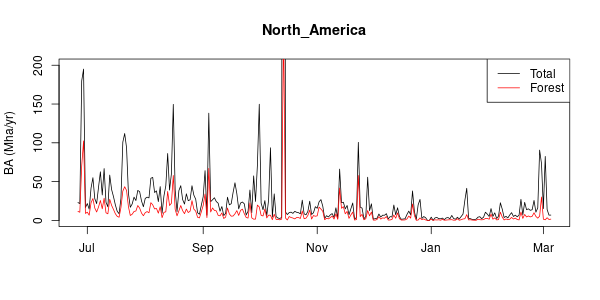 North_America
BA (Mha/yr)
200
150
100
50
0
Total
Forest
Jul
Sep
Nov
Jan
Mar